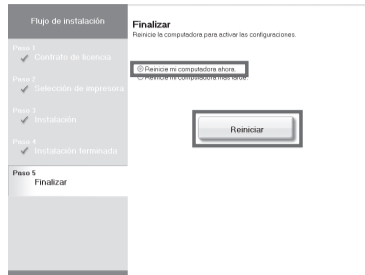 Flujo de instalación
Paso 1
Contrato de licencia
Paso 2
Selección de impresora
Paso 3
Instalación
Paso 4
Instalación terminada
Paso 5
Finalizar
Finalizar
Reinicie la computadora para activar las configuraciones.
Reinicie mi computadora ahora.
Reinicie mi computadora más tarde.
Reiniciar